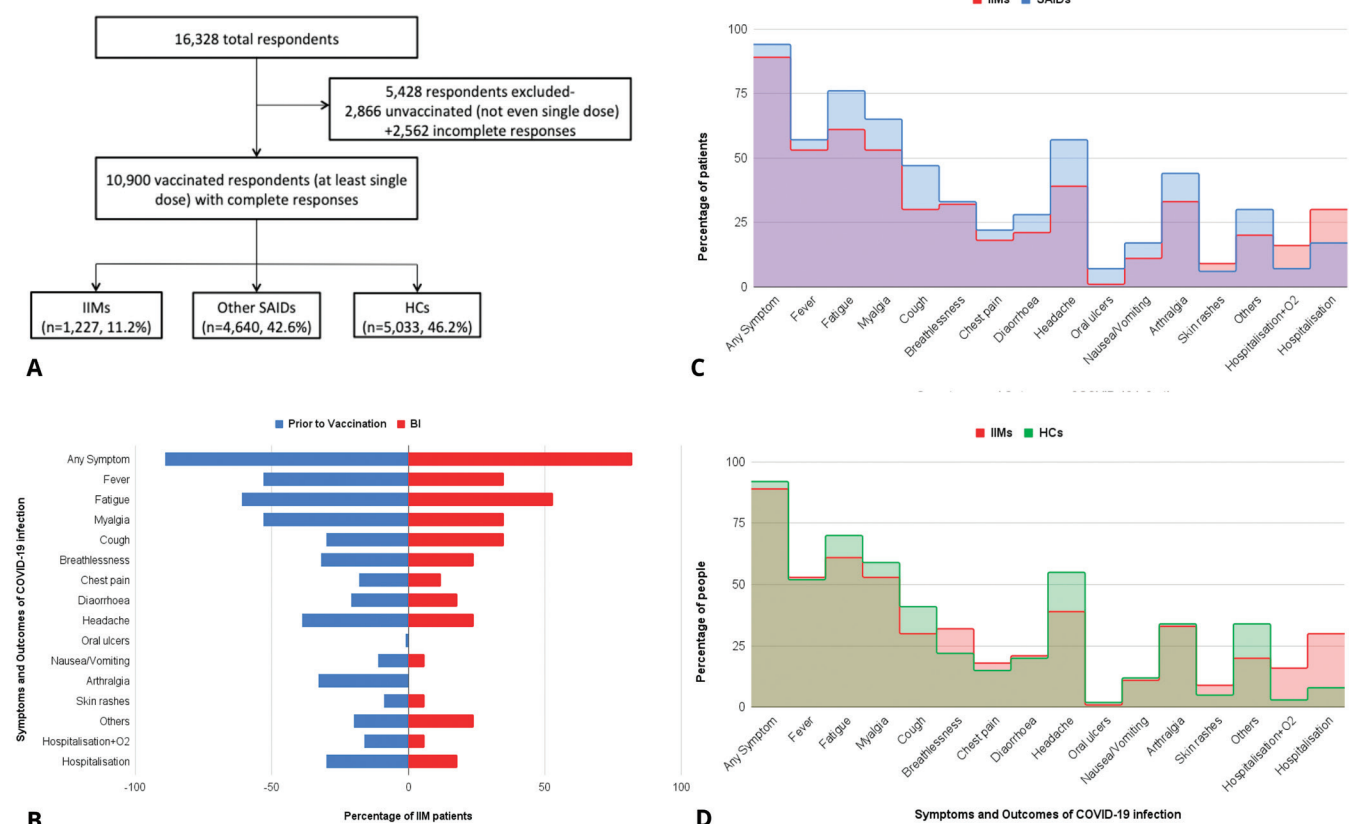 16,328 total respondents
5,428 respondents excluded-
2,866 unvaccinated (not even single dose)
+2,562 incomplete responses
10,900 vaccinated respondents (at least single
dose) with complete responses
IIMs
(n=1,227, 11.2%)
Other SAIDs
(n=4,640, 42.6%)
HCs
(n=5,033, 46.2%)
A
IIMs SAIDs
Percentage of patients
100
75
50
25
0
Any Symptom
Fever
Fatigue
Myalgia
Cough
Breathlessness
Chest pain
Diaorrhoea
Headache
Oral ulcers
Nausea/Vomiting
Arthralgia
Skin rashes
Others
Hospitalisation+O2
Hospitalisation
C
Prior to Vaccination BI
Symptoms and Outcomes of COVID-19 infection
Any Symptom
Fever
Fatigue
Myalgia
Cough
Breathlessness
Chest pain
Diaorrhoea
Headache
Oral ulcers
Nausea/Vomiting
Arthralgia
Skin rashes
Others
Hospitalisation+O2
Hospitalisation
-100 -50 0 50 100
Percentage of IIM patients
B
IIMs HCs
Percentage of people
100
75
50
25
0
Any Symptom
Fever
Fatigue
Myalgia
Cough
Breathlessness
Chest pain
Diaorrhoea
Headache
Oral ulcers
Nausea/Vomiting
Arthralgia
Skin rashes
Others
Hospitalisation+O2
Hospitalisation
Symptoms and Outcomes of COVID-19 infection
D